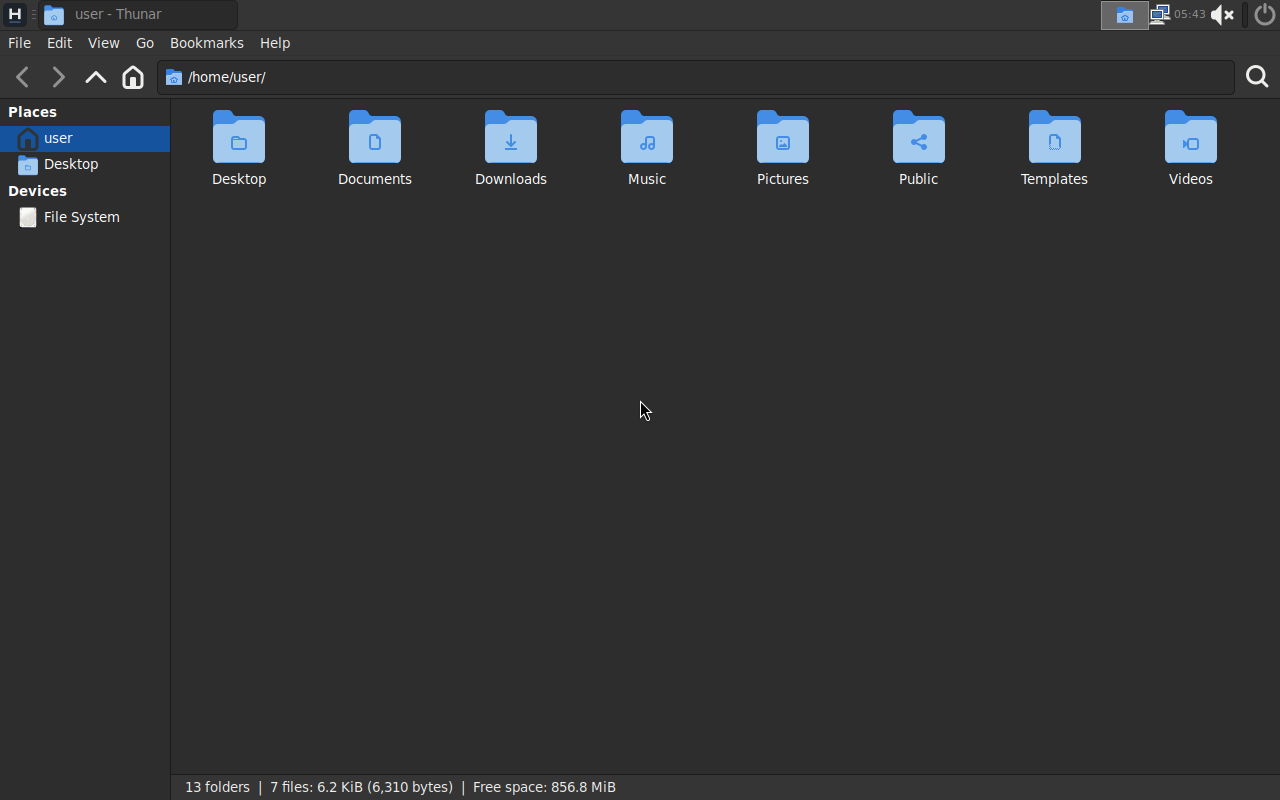 H user - Thunar 05:43
File Edit View Go Bookmarks Help
/home/user/
Places
user
Desktop
Devices
File System
Desktop Documents Downloads Music Pictures Public Templates Videos
13 folders | 7 files: 6.2 KiB (6,310 bytes) | Free space: 856.8 MiB